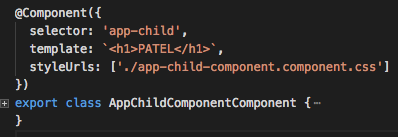 @Component({
  selector: 'app-child',
  template: `<h1>PATEL</h1>`,
  styleUrls: ['./app-child-component.component.css']
})
export class AppChildComponentComponent {⋯
}